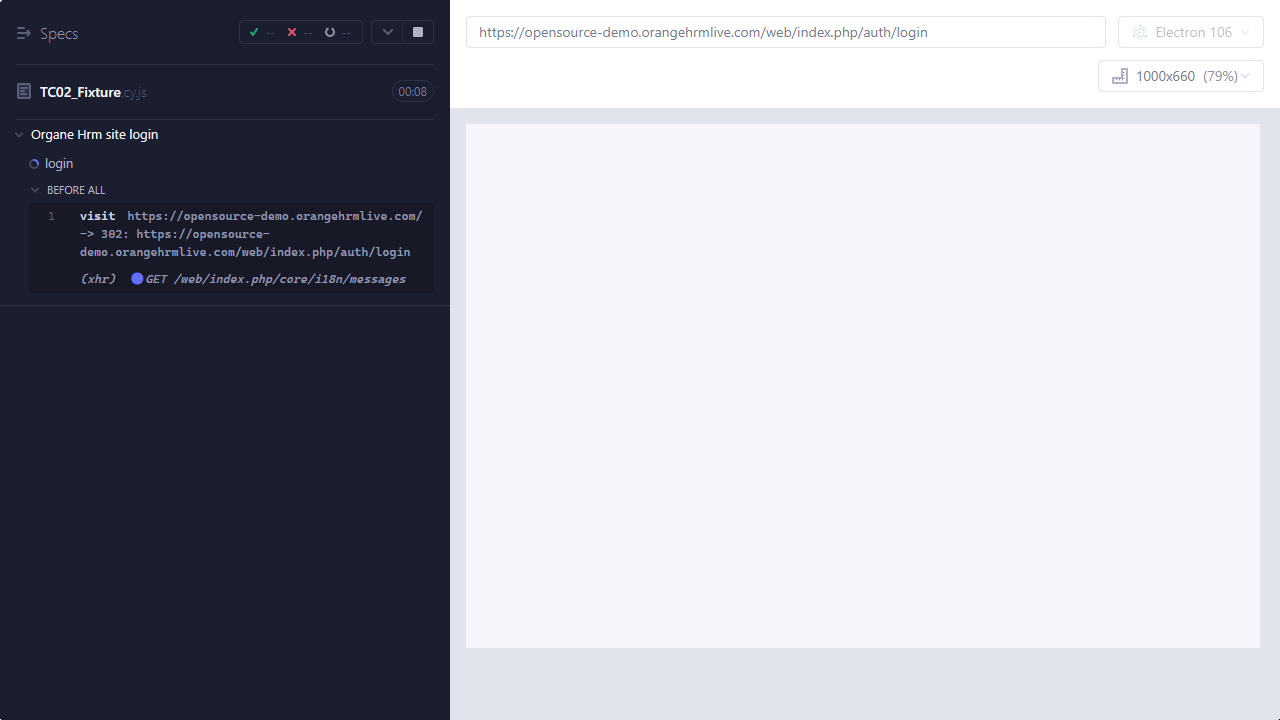 Specs
-- -- --
TC02_Fixture.cy.js 00:08
Organe Hrm site login
login
BEFORE ALL
1 visit https://opensource-demo.orangehrmlive.com/
-> 302: https://opensource-
demo.orangehrmlive.com/web/index.php/auth/login
(xhr) GET /web/index.php/core/i18n/messages
https://opensource-demo.orangehrmlive.com/web/index.php/auth/login
Electron 106
1000x660 (79%)